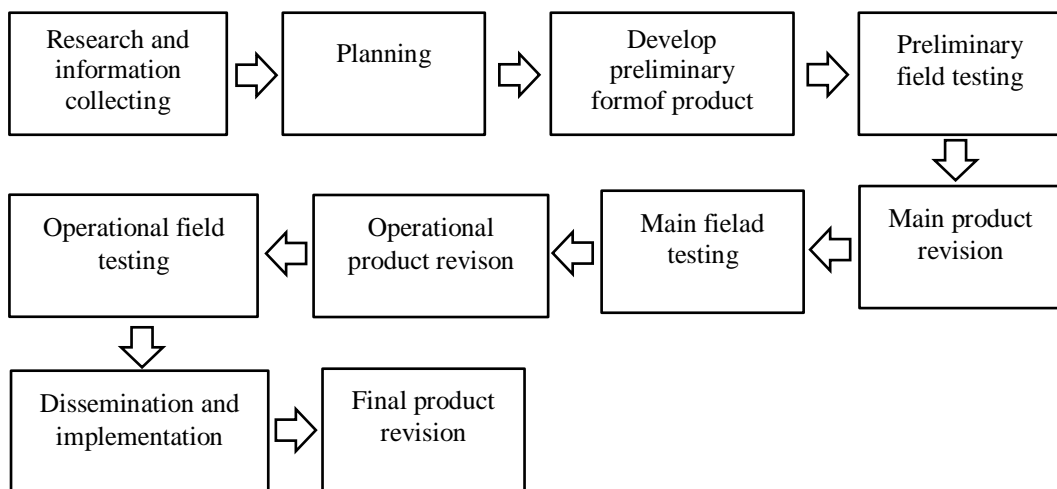 Research and
information
collecting
Planning
Develop
preliminary
formof product
Preliminary
field testing
Main product
revision
Main fielad
testing
Operational
product revison
Operational field
testing
Dissemination and
implementation
Final product
revision